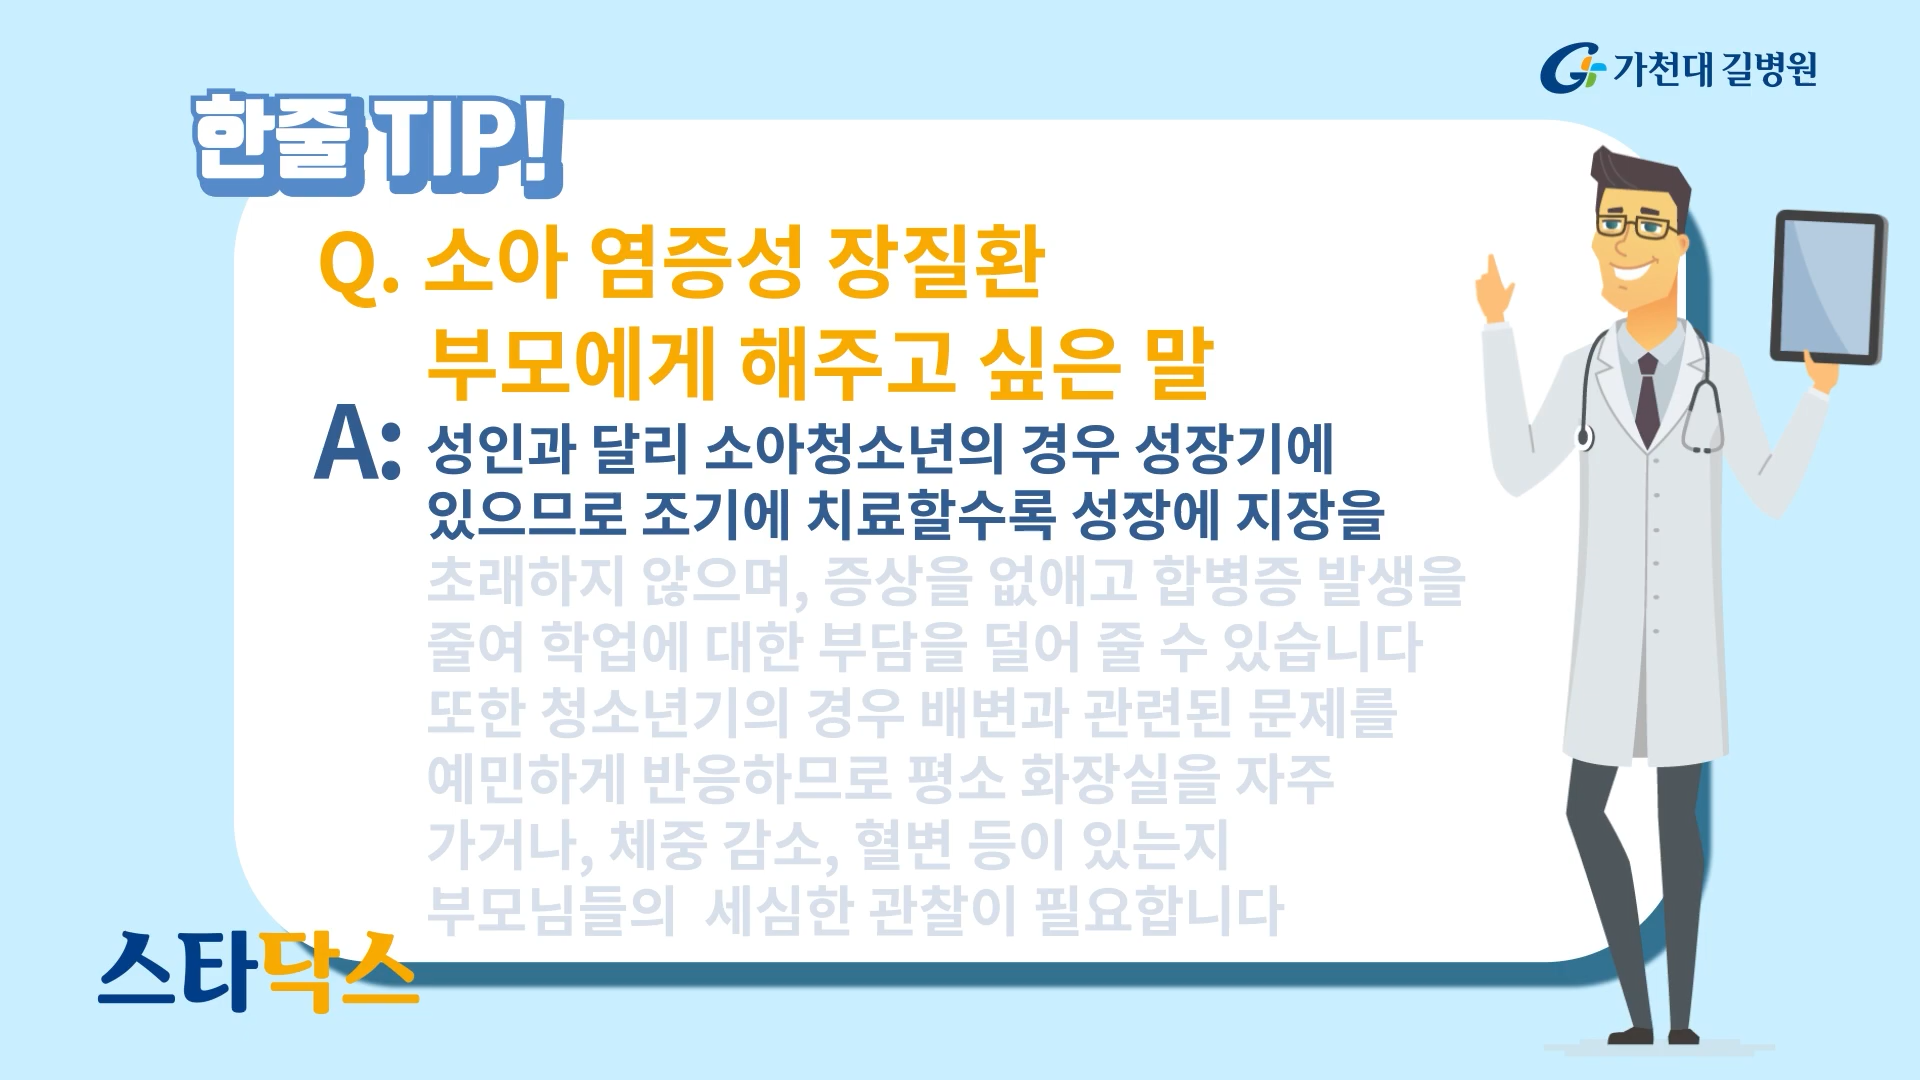 가천대 길병원
한줄 TIP!
Q. 소아 염증성 장질환
부모에게 해주고 싶은 말
A: 성인과 달리 소아청소년의 경우 성장기에
있으므로 조기에 치료할수록 성장에 지장을
초래하지 않으며, 증상을 없애고 합병증 발생을
줄여 학업에 대한 부담을 덜어 줄 수 있습니다
또한 청소년기의 경우 배변과 관련된 문제를
예민하게 반응하므로 평소 화장실을 자주
가거나, 체중 감소, 혈변 등이 있는지
부모님들의 세심한 관찰이 필요합니다
스타닥스